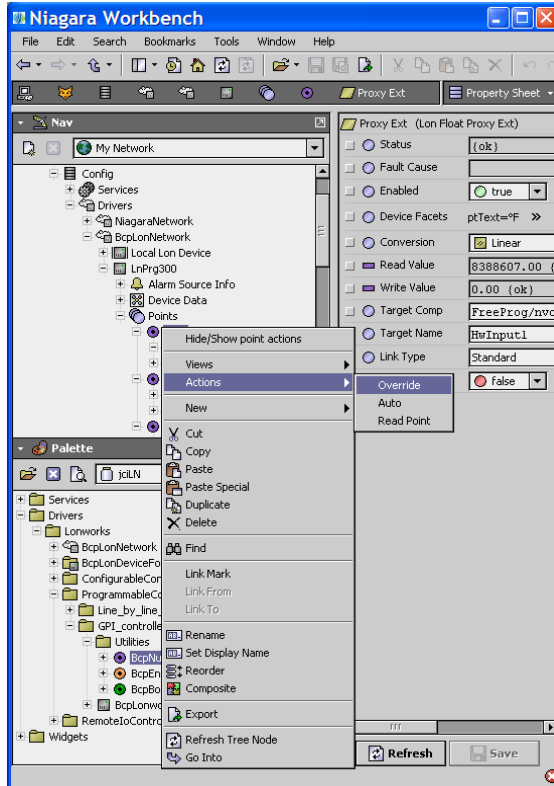 Niagara Workbench
File Edit Search Bookmarks Tools Window Help
Proxy Ext Property Sheet
Nav
My Network
Config
Services
Drivers
NiagaraNetwork
BcpLonNetwork
Local Lon Device
LnPrg300
Alarm Source Info
Device Data
Points
Hide/Show point actions
Views
Actions
New
Cut
Copy
Paste
Paste Special
Duplicate
Delete
Find
Link Mark
Link From
Link To
Rename
Set Display Name
Reorder
Composite
Export
Refresh Tree Node
Go Into
Override
Auto
Read Point
Palette
jciLN
Services
Drivers
Lonworks
BcpLonNetwork
BcpLonDeviceFo
ConfigurableCor
ProgrammableCo
Line_by_line_
GPI_controlle
Utilities
BcpNu
BcpEn
BcpBo
BcpLonwo
RemoteIoContro
Widgets
Proxy Ext (Lon Float Proxy Ext)
Status {ok}
Fault Cause
Enabled true
Device Facets ptText=°F »
Conversion Linear
Read Value 8388607.00 {
Write Value 0.00 {ok}
Target Comp FreeProg/nvo
Target Name HwInput1
Link Type Standard
false
Refresh Save